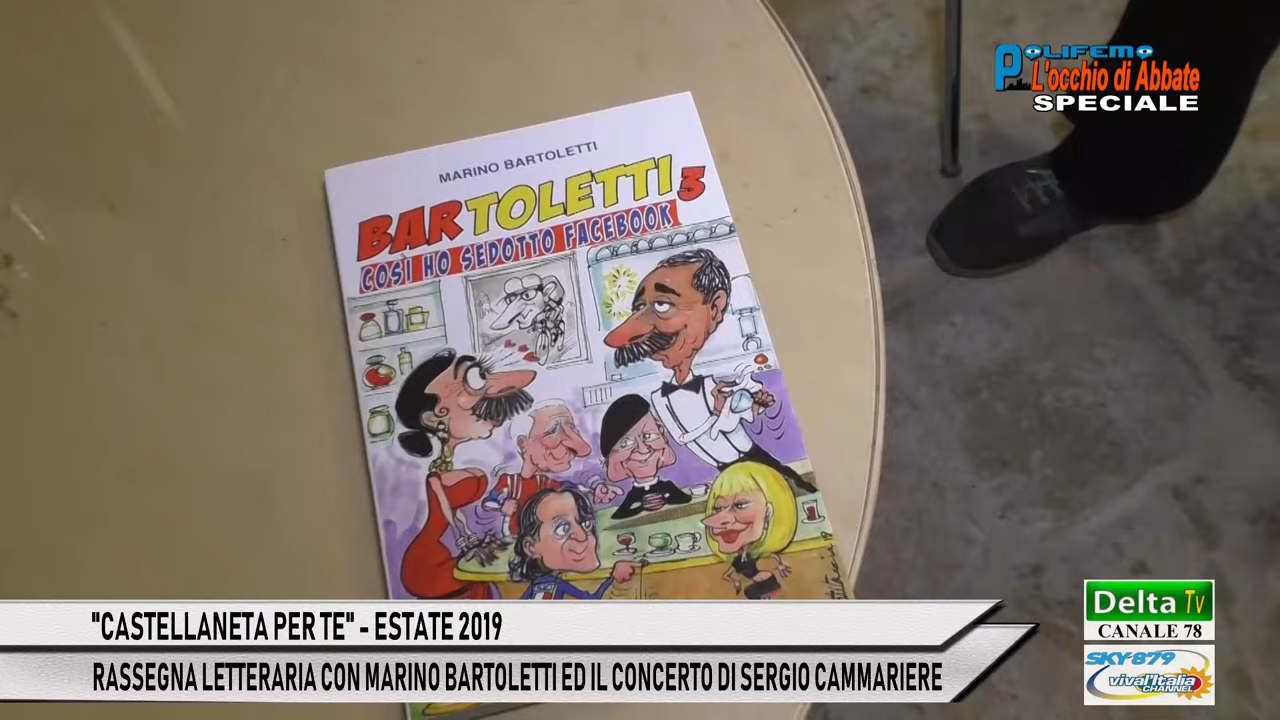 POLIFEMO
L'occhio di Abbate
SPECIALE
MARINO BARTOLETTI
BARTOLETTI 3
COSÌ HO SEDOTTO FACEBOOK
"CASTELLANETA PER TE" - ESTATE 2019
RASSEGNA LETTERARIA CON MARINO BARTOLETTI ED IL CONCERTO DI SERGIO CAMMARIERE
Delta Tv
CANALE 78
SKY-879
viva l'Italia
CHANNEL